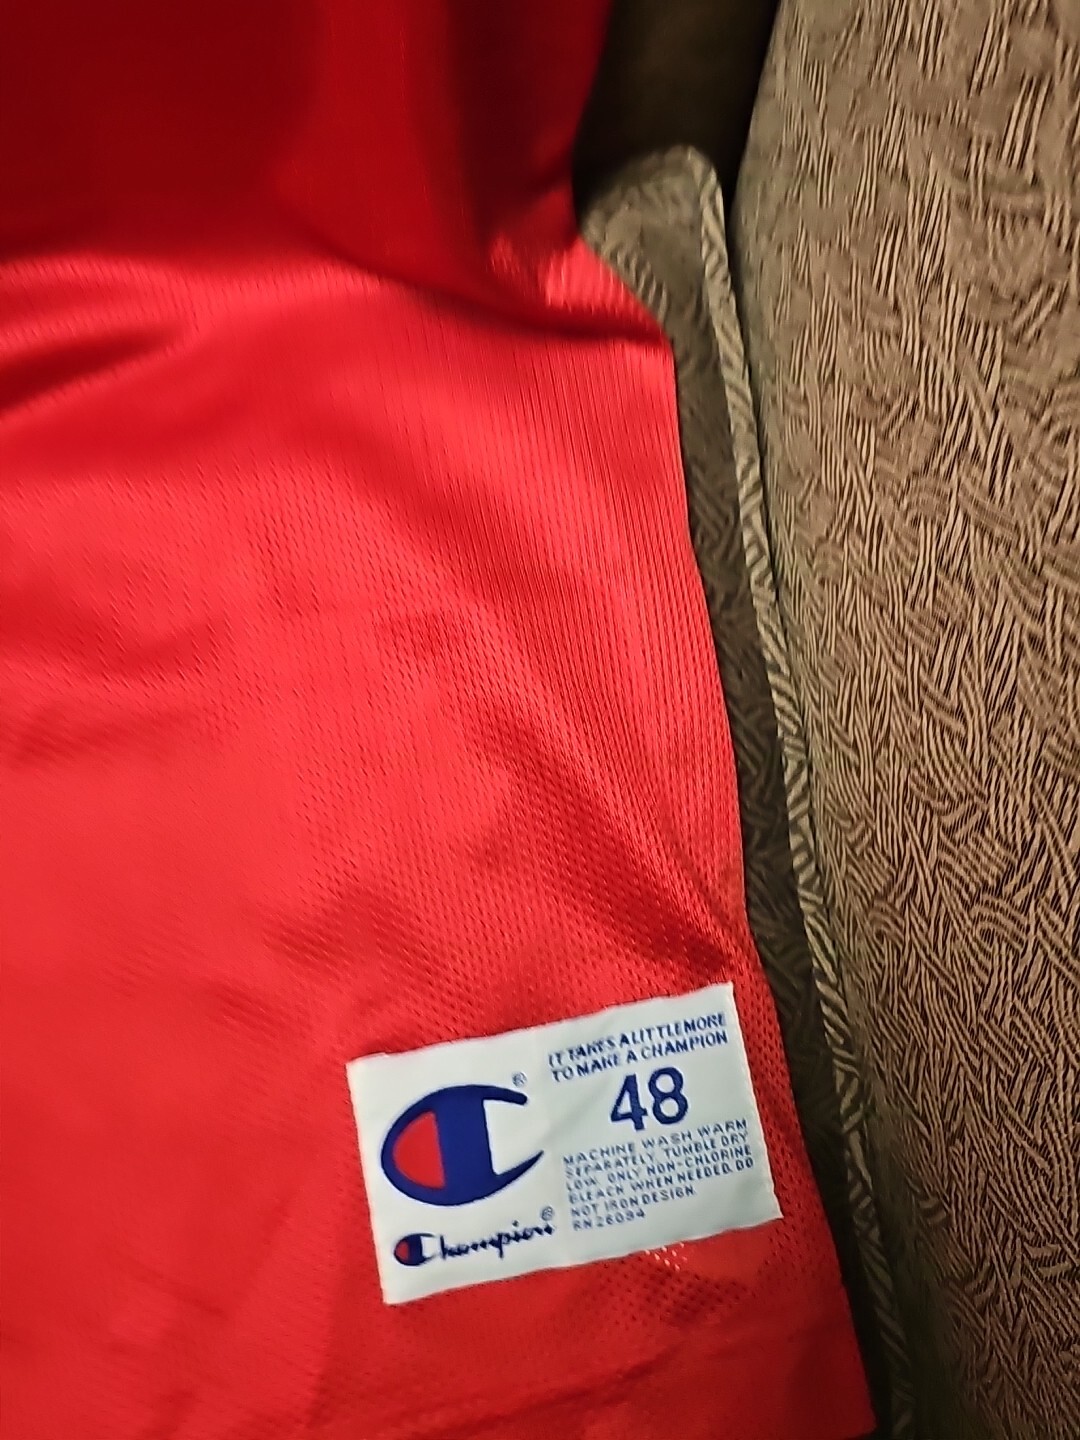 IT TAKES A LITTLE MORE
TO MAKE A CHAMPION
48
MACHINE WASH WARM
SEPARATELY, TUMBLE DRY
LOW, ONLY NON-CHLORINE
BLEACH WHEN NEEDED. DO
NOT IRON DESIGN.
RN 26094
®
Champion®